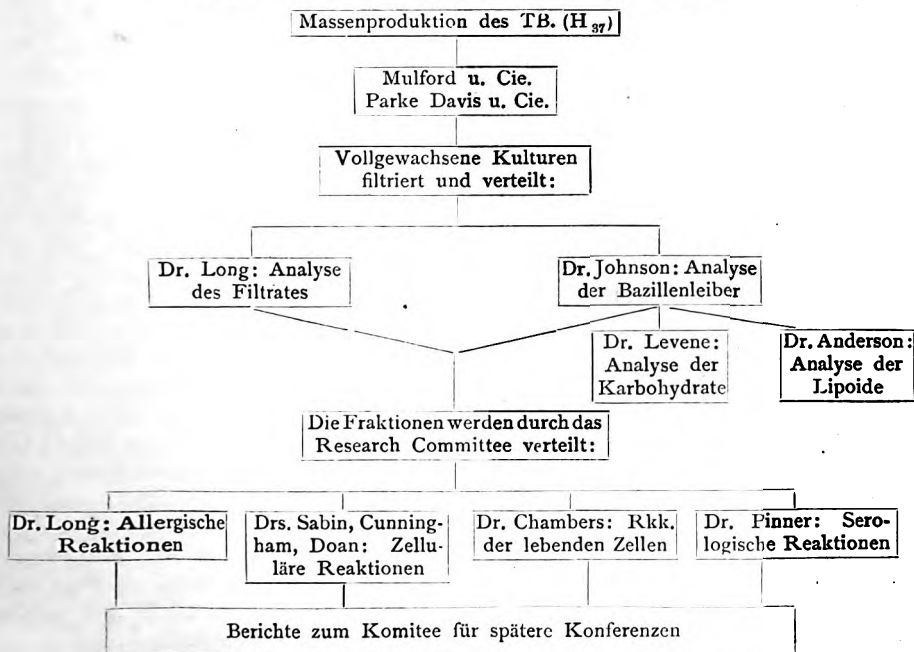 Massenproduktion des TB. (H₃₇)
Mulford u. Cie.
Parke Davis u. Cie.
Vollgewachsene Kulturen
filtriert und verteilt:
Dr. Long: Analyse
des Filtrates
Dr. Johnson: Analyse
der Bazillenleiber
Dr. Levene:
Analyse der
Karbohydrate
Dr. Anderson:
Analyse der
Lipoide
Die Fraktionen werden durch das
Research Committee verteilt:
Dr. Long: Allergische
Reaktionen
Drs. Sabin, Cunning-
ham, Doan: Zellu-
läre Reaktionen
Dr. Chambers: Rkk.
der lebenden Zellen
Dr. Pinner: Sero-
logische Reaktionen
Berichte zum Komitee für spätere Konferenzen